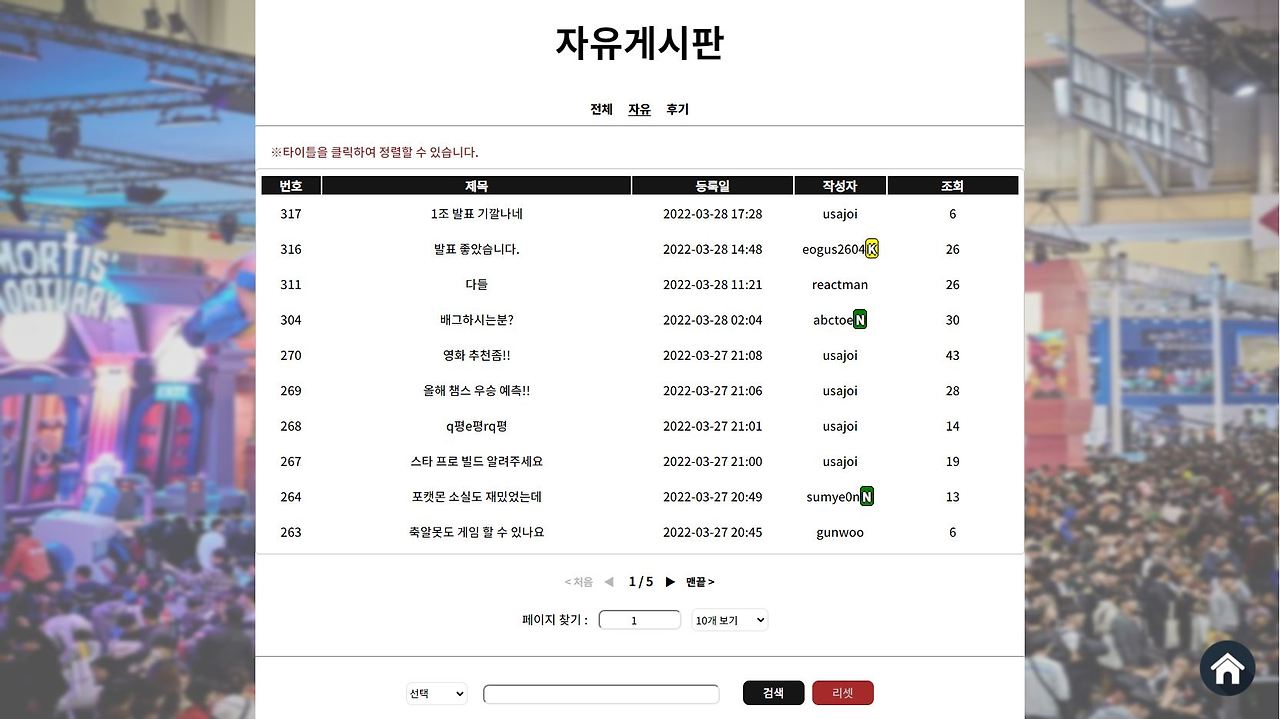 자유게시판
전체 자유 후기
※타이틀을 클릭하여 정렬할 수 있습니다.
번호 제목 등록일 작성자 조회
317 1조 발표 기깔나네 2022-03-28 17:28 usajoi 6
316 발표 좋았습니다. 2022-03-28 14:48 eogus2604 K 26
311 다들 2022-03-28 11:21 reactman 26
304 배그하시는분? 2022-03-28 02:04 abctoe N 30
270 영화 추천좀!! 2022-03-27 21:08 usajoi 43
269 올해 챔스 우승 예측!! 2022-03-27 21:06 usajoi 28
268 q평e평rq평 2022-03-27 21:01 usajoi 14
267 스타 프로 빌드 알려주세요 2022-03-27 21:00 usajoi 19
264 포캣몬 소실도 재밌었는데 2022-03-27 20:49 sumye0n N 13
263 축알못도 게임 할 수 있나요 2022-03-27 20:45 gunwoo 6
< 처음 ◀ 1 / 5 ▶ 맨끝 >
페이지 찾기 : 1 10개 보기
선택 검색 리셋
MORTIS'
MORTUARY